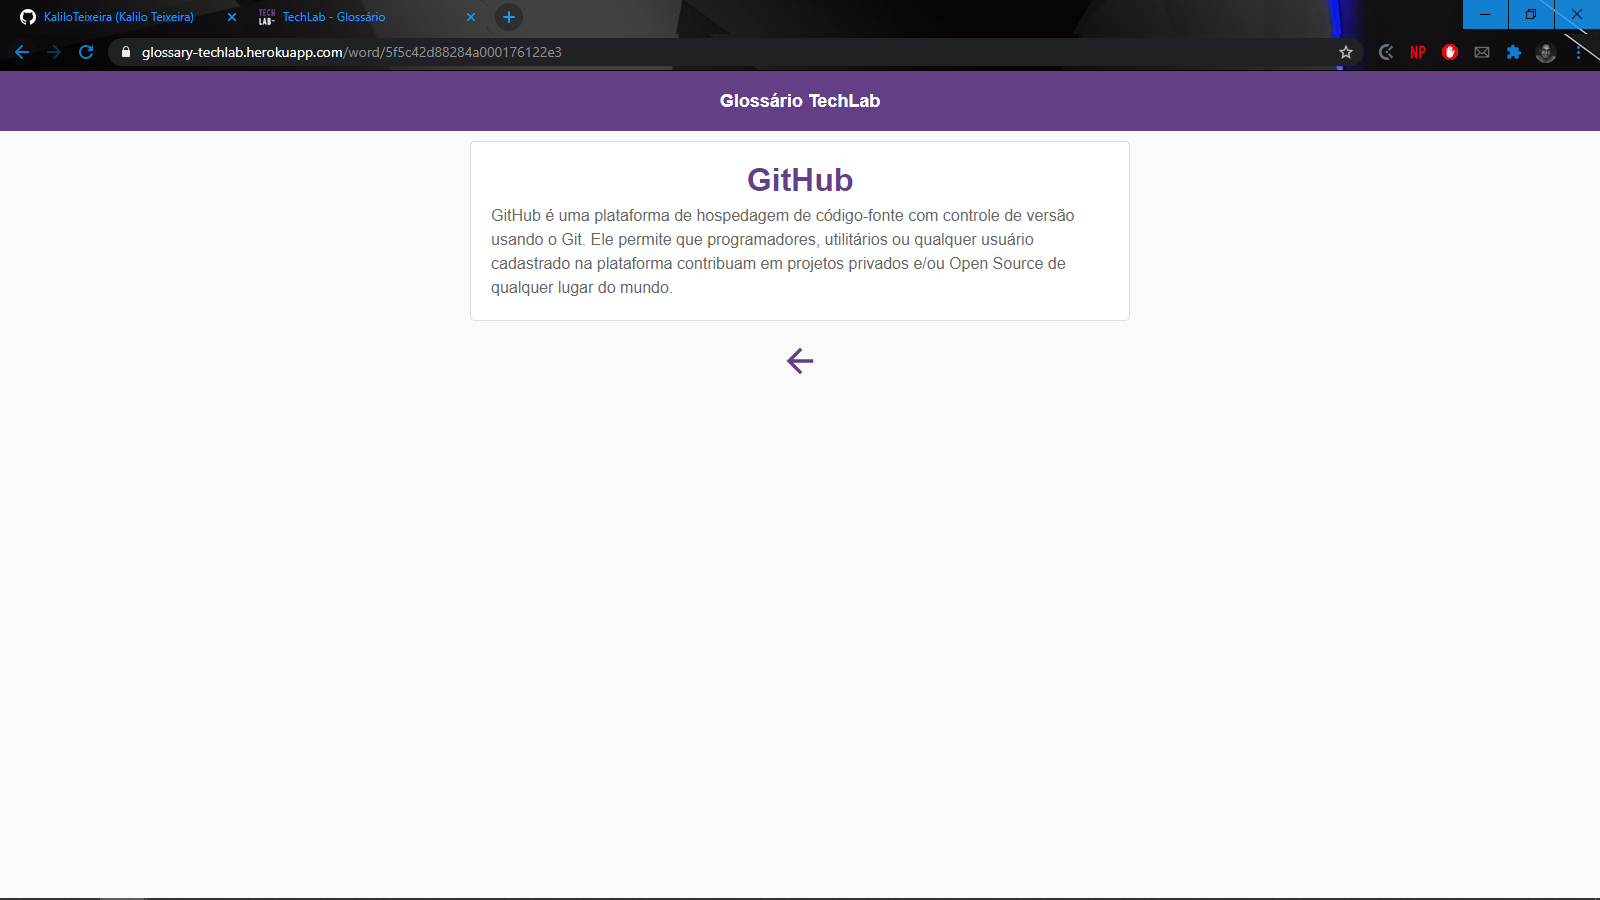 KaliloTeixeira (Kalilo Teixeira)
TECH
LAB
TechLab - Glossário
glossary-techlab.herokuapp.com/word/5f5c42d88284a000176122e3
NP
Glossário TechLab
GitHub
GitHub é uma plataforma de hospedagem de código-fonte com controle de versão
usando o Git. Ele permite que programadores, utilitários ou qualquer usuário
cadastrado na plataforma contribuam em projetos privados e/ou Open Source de
qualquer lugar do mundo.